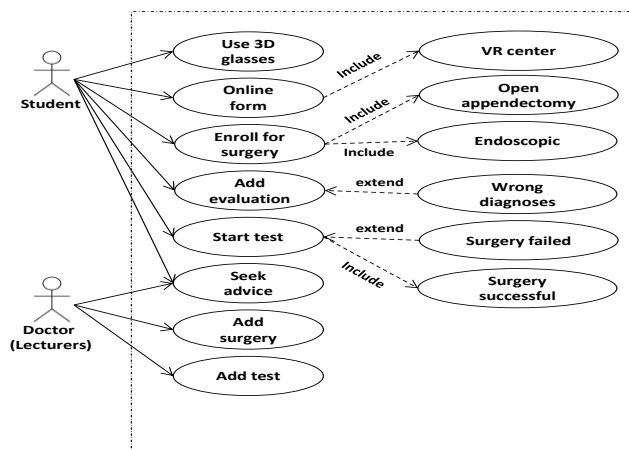 Student
Doctor
(Lecturers)
Use 3D
glasses
Online
form
Enroll for
surgery
Add
evaluation
Start test
Seek
advice
Add
surgery
Add test
Include
Include
Include
extend
extend
Include
VR center
Open
appendectomy
Endoscopic
Wrong
diagnoses
Surgery failed
Surgery
successful